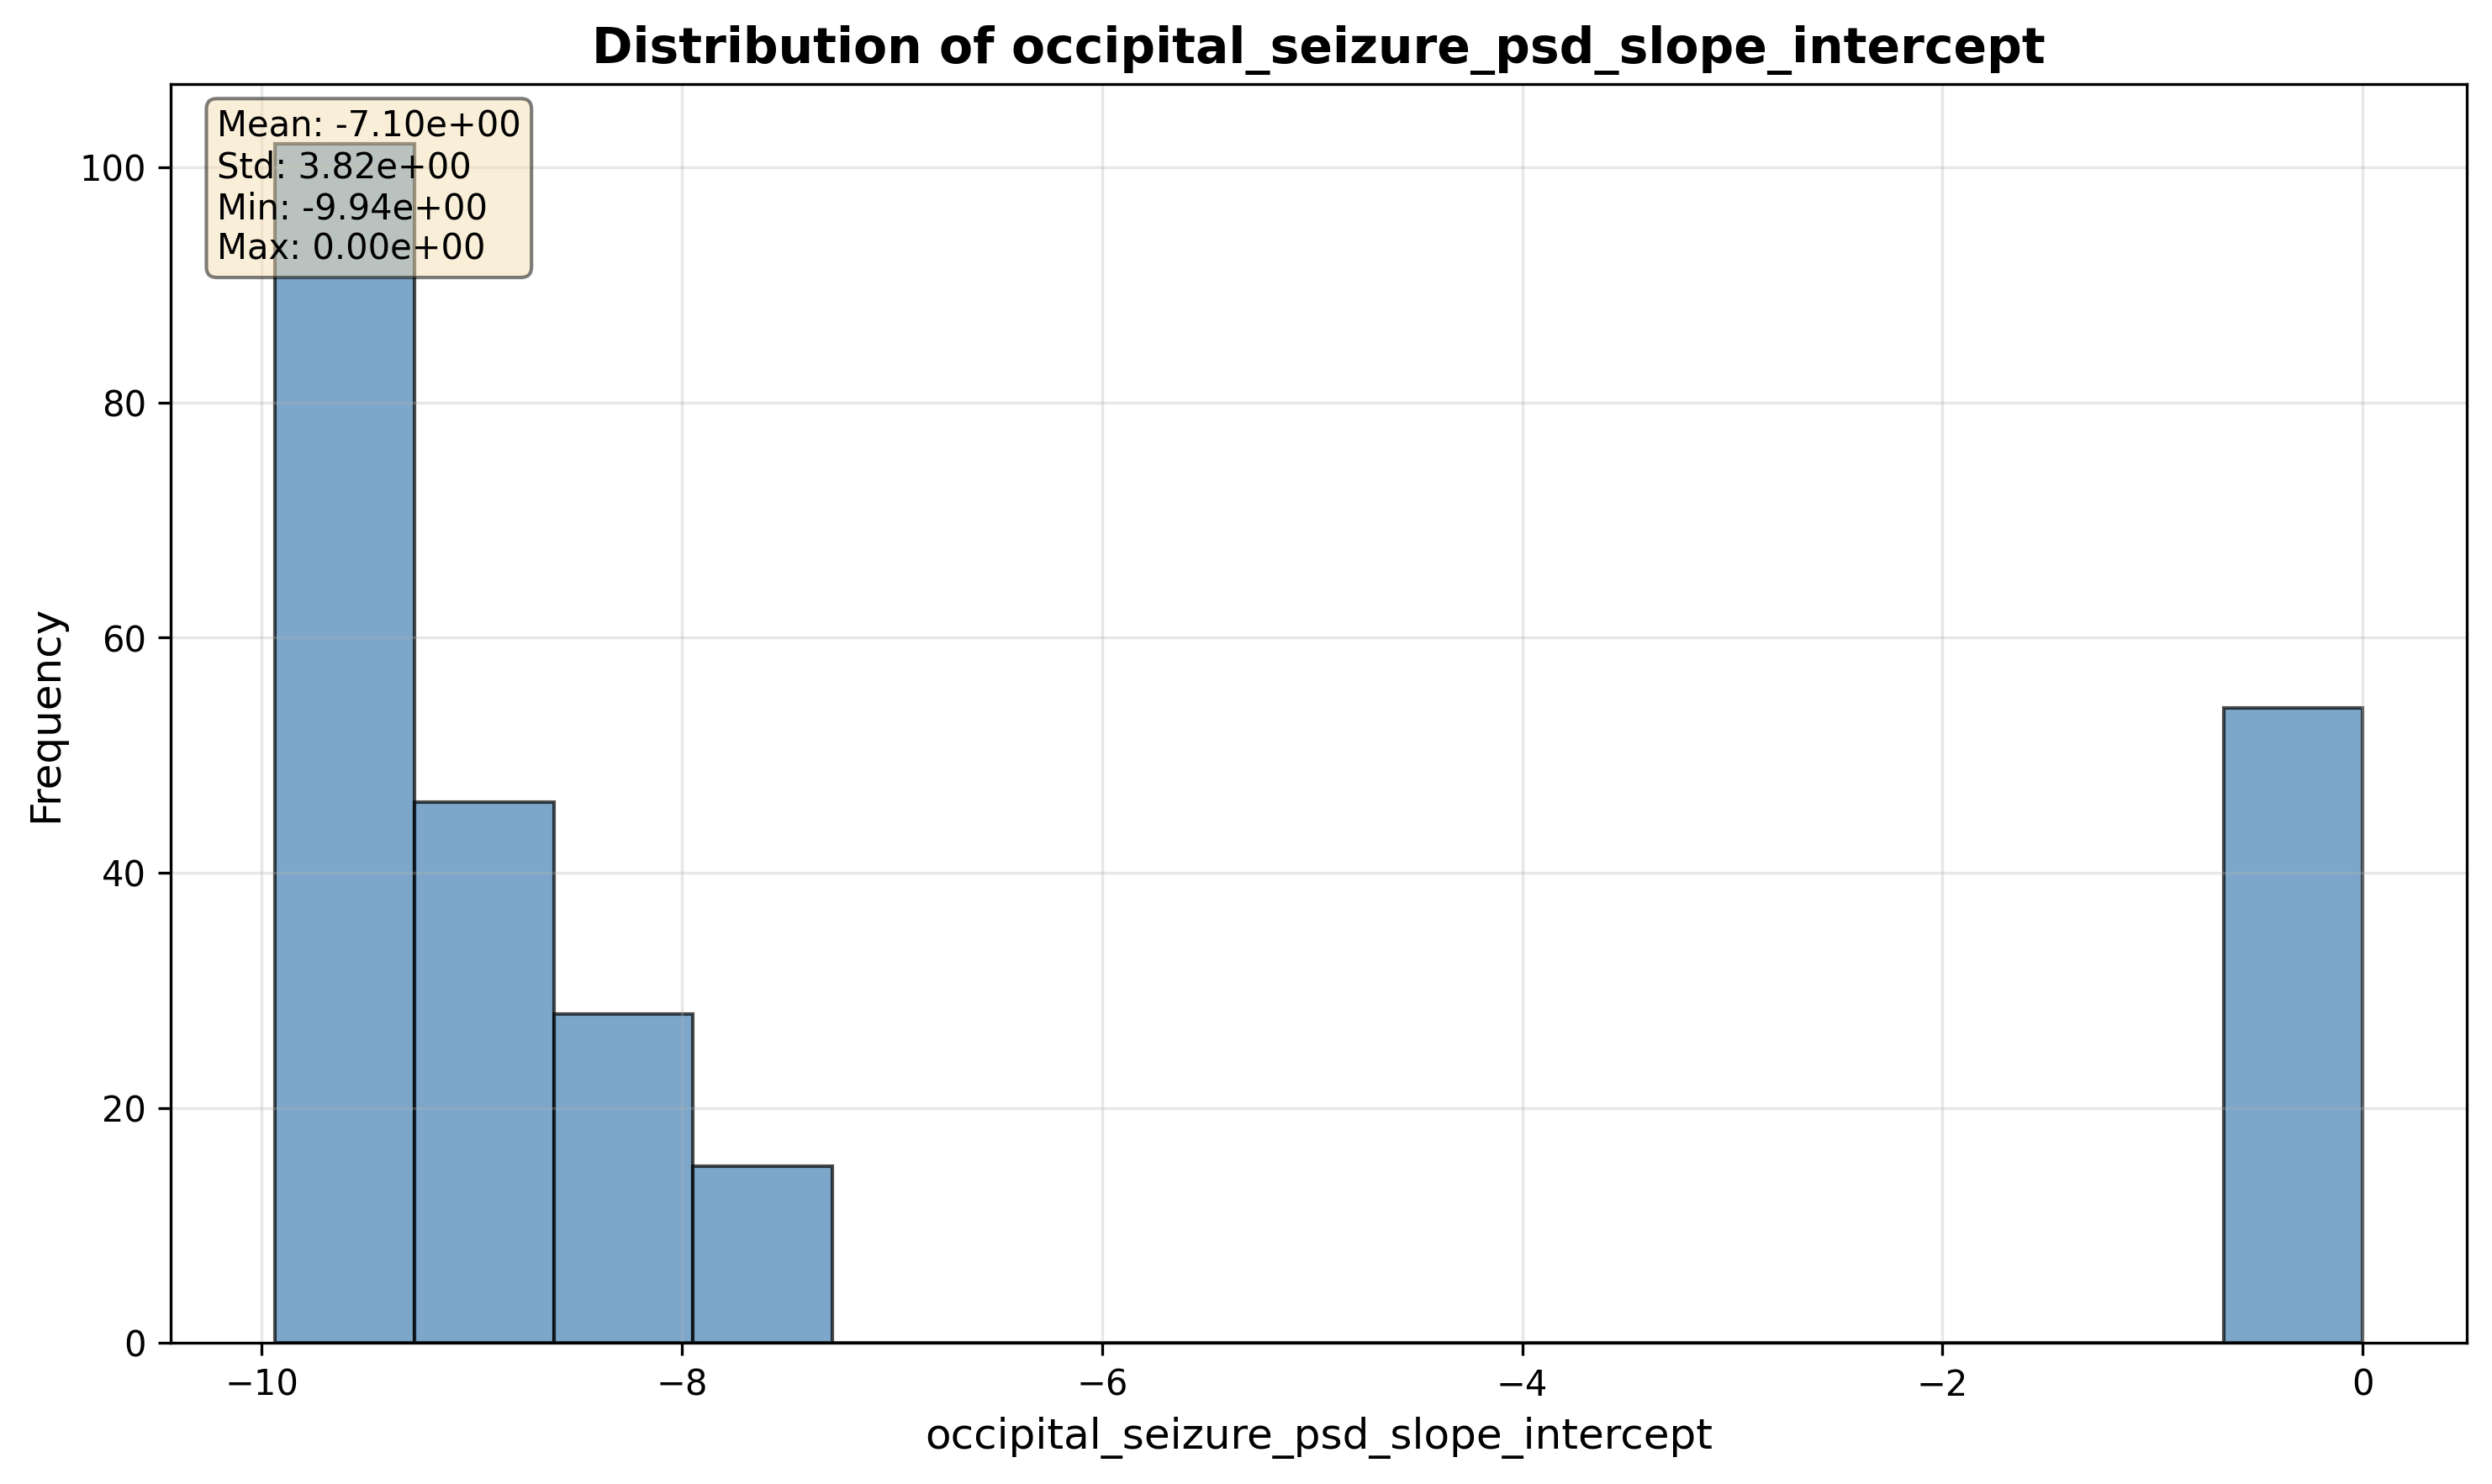 Distribution of occipital_seizure_psd_slope_intercept
Mean: -7.10e+00
Std: 3.82e+00
Min: -9.94e+00
Max: 0.00e+00
100
80
60
40
20
0
Frequency
−10
−8
−6
−4
−2
0
occipital_seizure_psd_slope_intercept